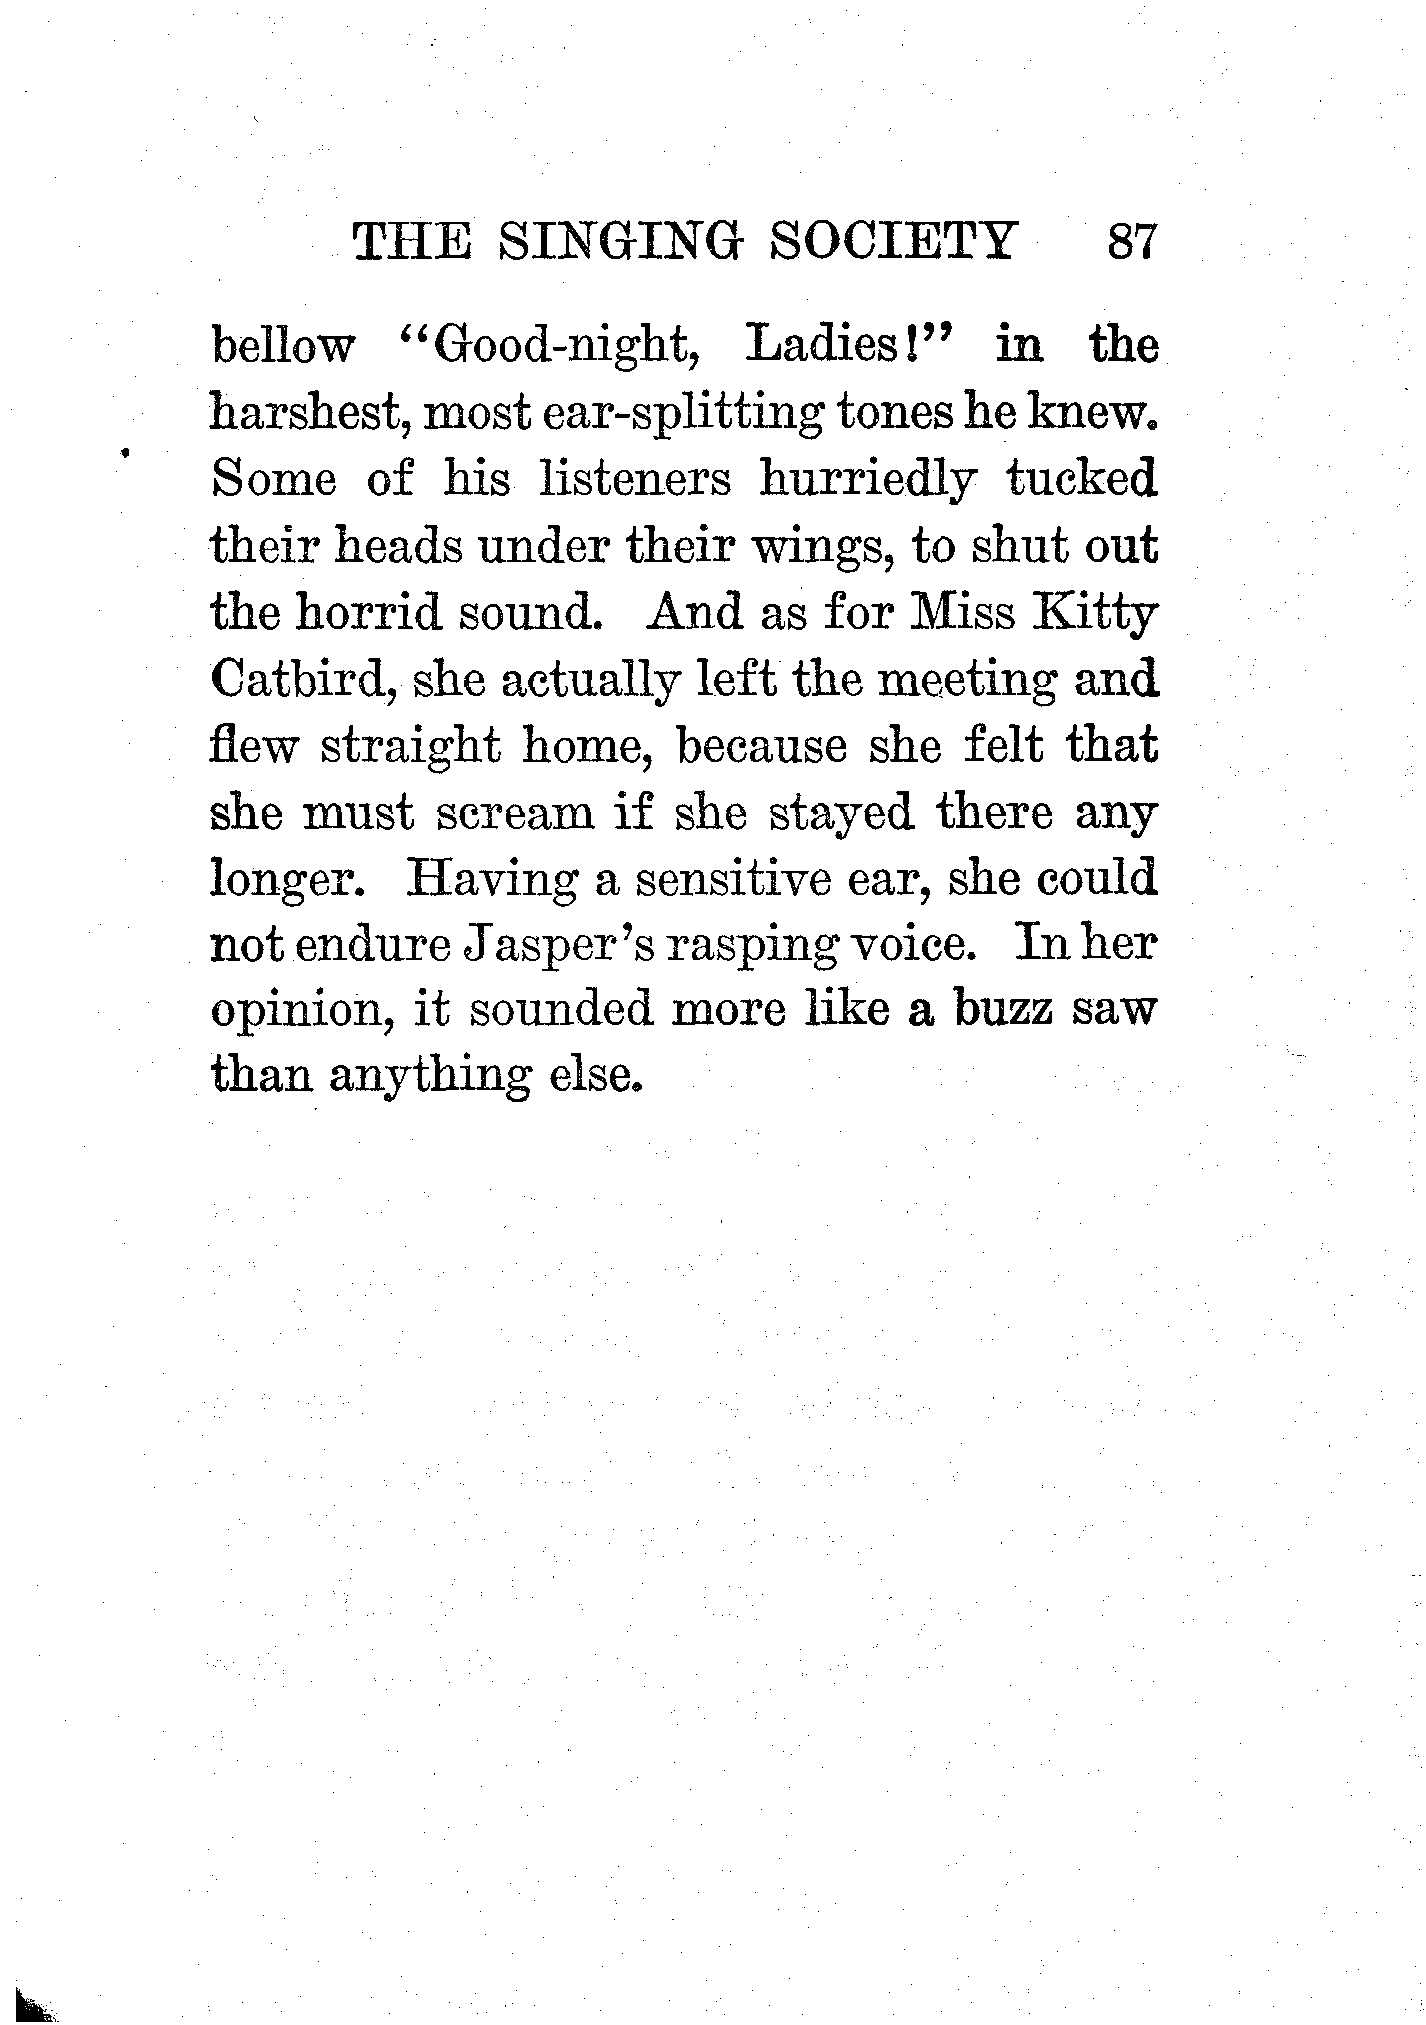 THE SINGING SOCIETY 87
bellow “Good-night, Ladies!” in the
harshest, most ear-splitting tones he knew.
Some of his listeners hurriedly tucked
their heads under their wings, to shut out
the horrid sound. And as for Miss Kitty
Catbird, she actually left the meeting and
flew straight home, because she felt that
she must scream if she stayed there any
longer. Having a sensitive ear, she could
not endure Jasper’s rasping voice. In her
opinion, it sounded more like a buzz saw
than anything else.